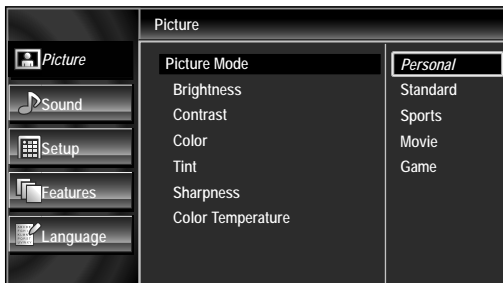 Picture
Picture
Sound
Setup
Features
Language
Picture Mode
Brightness
Contrast
Color
Tint
Sharpness
Color Temperature
Personal
Standard
Sports
Movie
Game